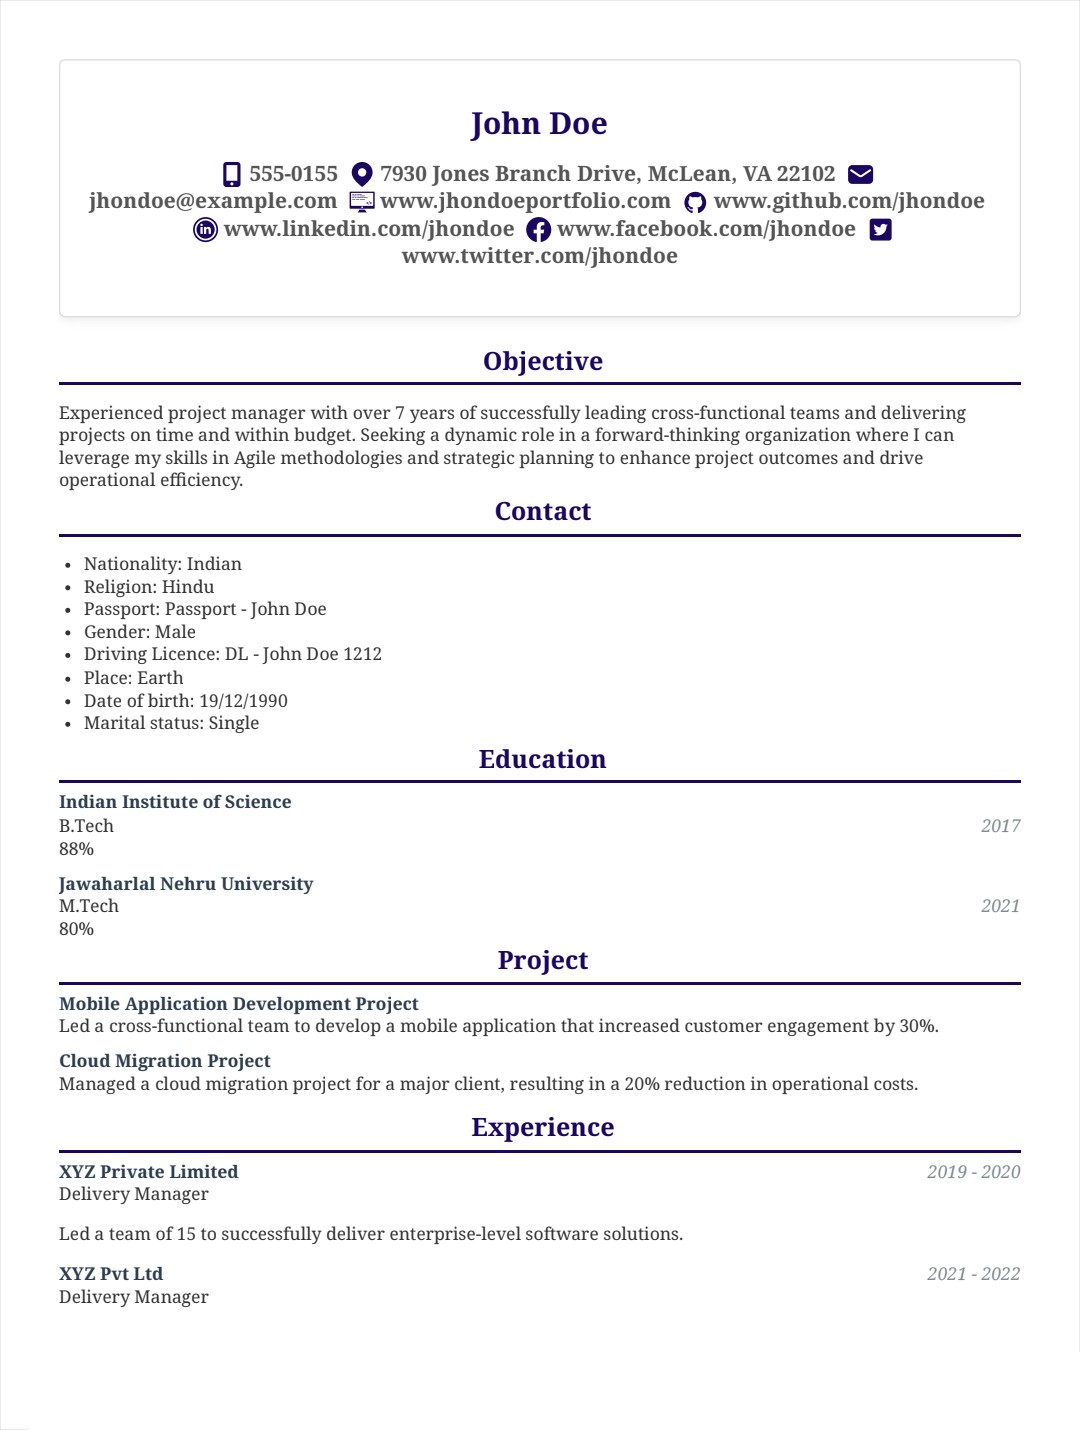 John Doe
555-0155 7930 Jones Branch Drive, McLean, VA 22102
jhondoe@example.com www.jhondoeportfolio.com www.github.com/jhondoe
www.linkedin.com/jhondoe www.facebook.com/jhondoe
www.twitter.com/jhondoe
Objective
Experienced project manager with over 7 years of successfully leading cross-functional teams and delivering
projects on time and within budget. Seeking a dynamic role in a forward-thinking organization where I can
leverage my skills in Agile methodologies and strategic planning to enhance project outcomes and drive
operational efficiency.
Contact
• Nationality: Indian
• Religion: Hindu
• Passport: Passport - John Doe
• Gender: Male
• Driving Licence: DL - John Doe 1212
• Place: Earth
• Date of birth: 19/12/1990
• Marital status: Single
Education
Indian Institute of Science
B.Tech 2017
88%
Jawaharlal Nehru University
M.Tech 2021
80%
Project
Mobile Application Development Project
Led a cross-functional team to develop a mobile application that increased customer engagement by 30%.
Cloud Migration Project
Managed a cloud migration project for a major client, resulting in a 20% reduction in operational costs.
Experience
XYZ Private Limited 2019 - 2020
Delivery Manager
Led a team of 15 to successfully deliver enterprise-level software solutions.
XYZ Pvt Ltd 2021 - 2022
Delivery Manager